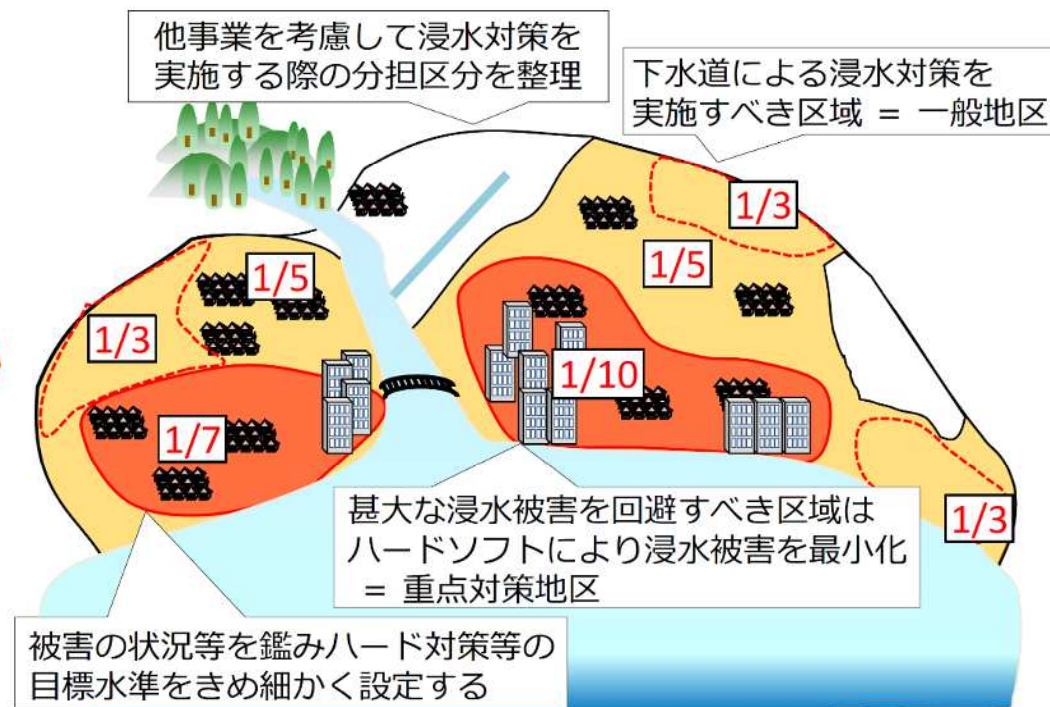 他事業を考慮して浸水対策を
実施する際の分担区分を整理
下水道による浸水対策を
実施すべき区域 = 一般地区
1/3
1/5
1/5
1/3
1/10
1/7
1/3
甚大な浸水被害を回避すべき区域は
ハードソフトにより浸水被害を最小化
= 重点対策地区
被害の状況等を鑑みハード対策等の
目標水準をきめ細かく設定する